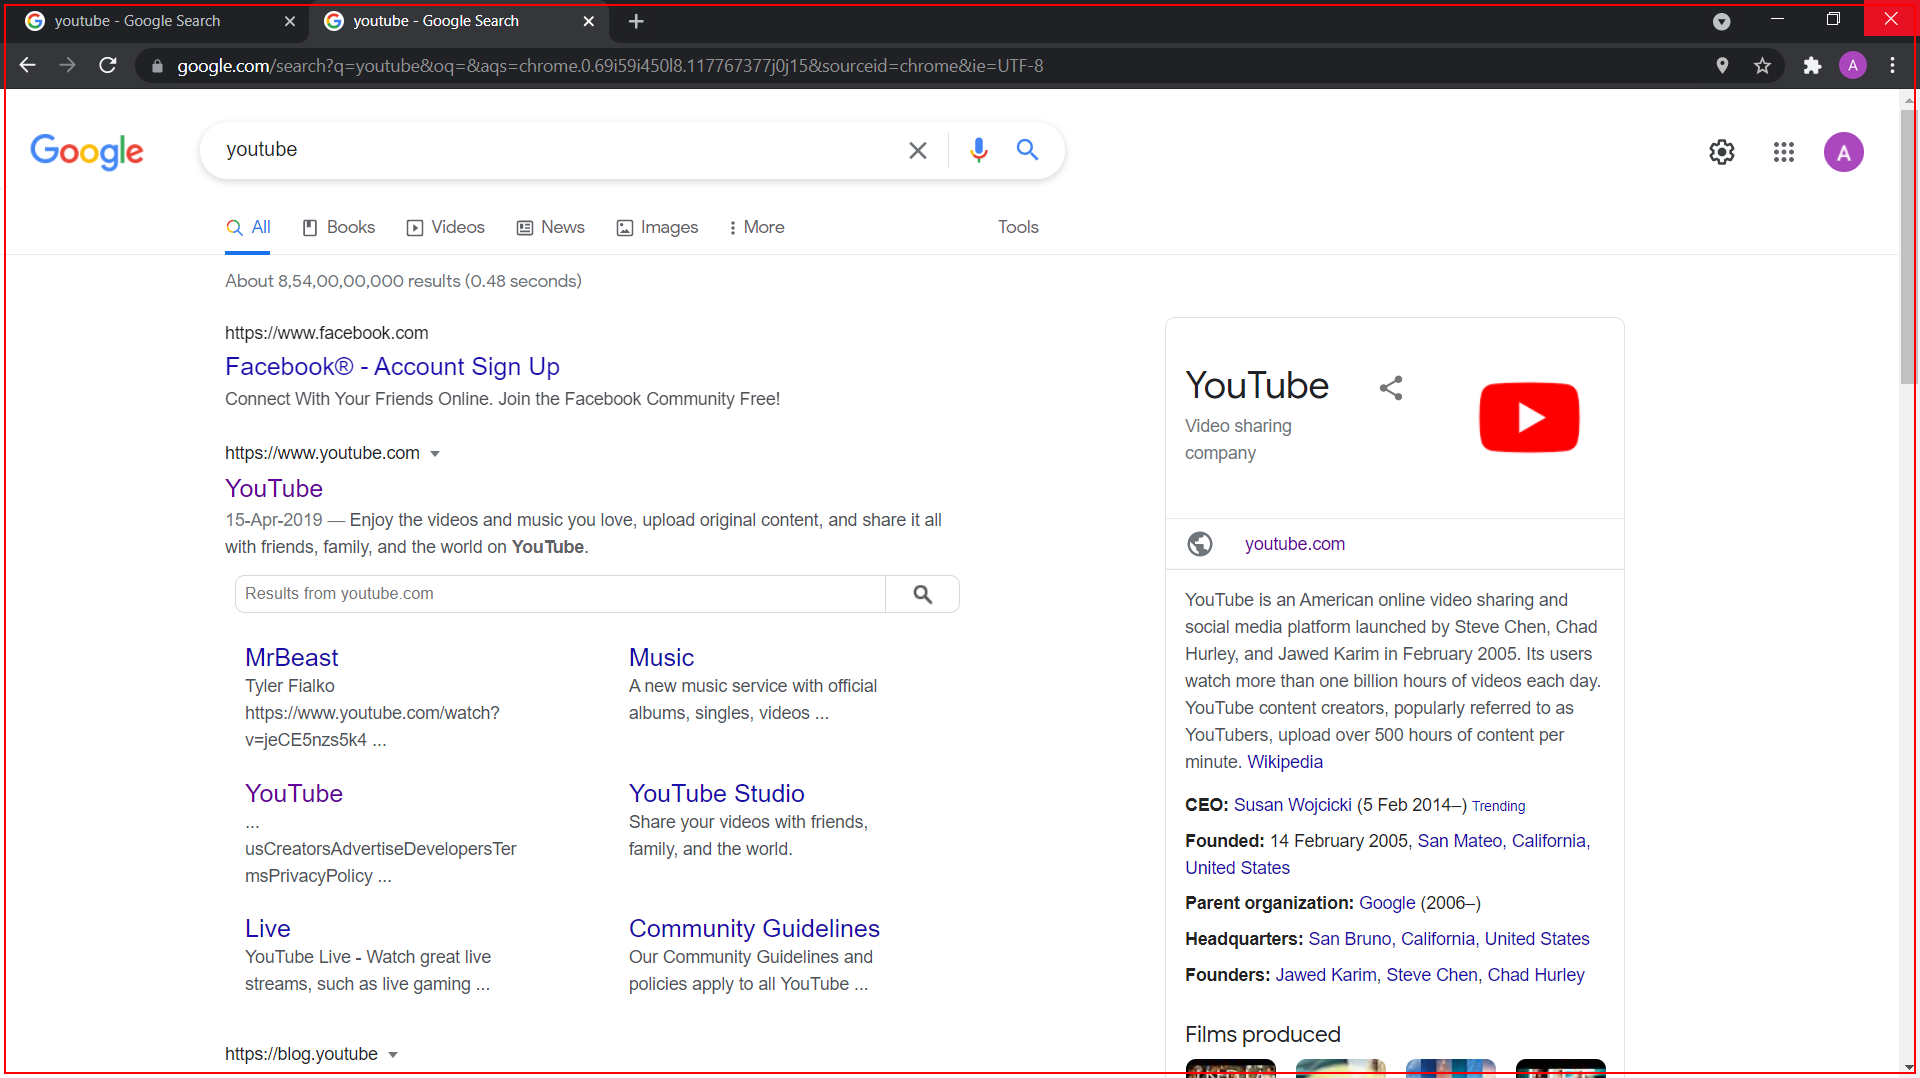 youtube - Google Search
youtube - Google Search
google.com/search?q=youtube&oq=&aqs=chrome.0.69i59i450l8.117767377j0j15&sourceid=chrome&ie=UTF-8
A
Google
youtube
A
All
Books
Videos
News
Images
More
Tools
About 8,54,00,00,000 results (0.48 seconds)
https://www.facebook.com
Facebook® - Account Sign Up
Connect With Your Friends Online. Join the Facebook Community Free!
https://www.youtube.com
YouTube
15-Apr-2019 — Enjoy the videos and music you love, upload original content, and share it all
with friends, family, and the world on YouTube.
Results from youtube.com
MrBeast
Tyler Fialko
https://www.youtube.com/watch?
v=jeCE5nzs5k4 ...
Music
A new music service with official
albums, singles, videos ...
YouTube
...
usCreatorsAdvertiseDevelopersTer
msPrivacyPolicy ...
YouTube Studio
Share your videos with friends,
family, and the world.
Live
YouTube Live - Watch great live
streams, such as live gaming ...
Community Guidelines
Our Community Guidelines and
policies apply to all YouTube ...
https://blog.youtube
YouTube
Video sharing
company
youtube.com
YouTube is an American online video sharing and
social media platform launched by Steve Chen, Chad
Hurley, and Jawed Karim in February 2005. Its users
watch more than one billion hours of videos each day.
YouTube content creators, popularly referred to as
YouTubers, upload over 500 hours of content per
minute. Wikipedia
CEO: Susan Wojcicki (5 Feb 2014–) Trending
Founded: 14 February 2005, San Mateo, California,
United States
Parent organization: Google (2006–)
Headquarters: San Bruno, California, United States
Founders: Jawed Karim, Steve Chen, Chad Hurley
Films produced